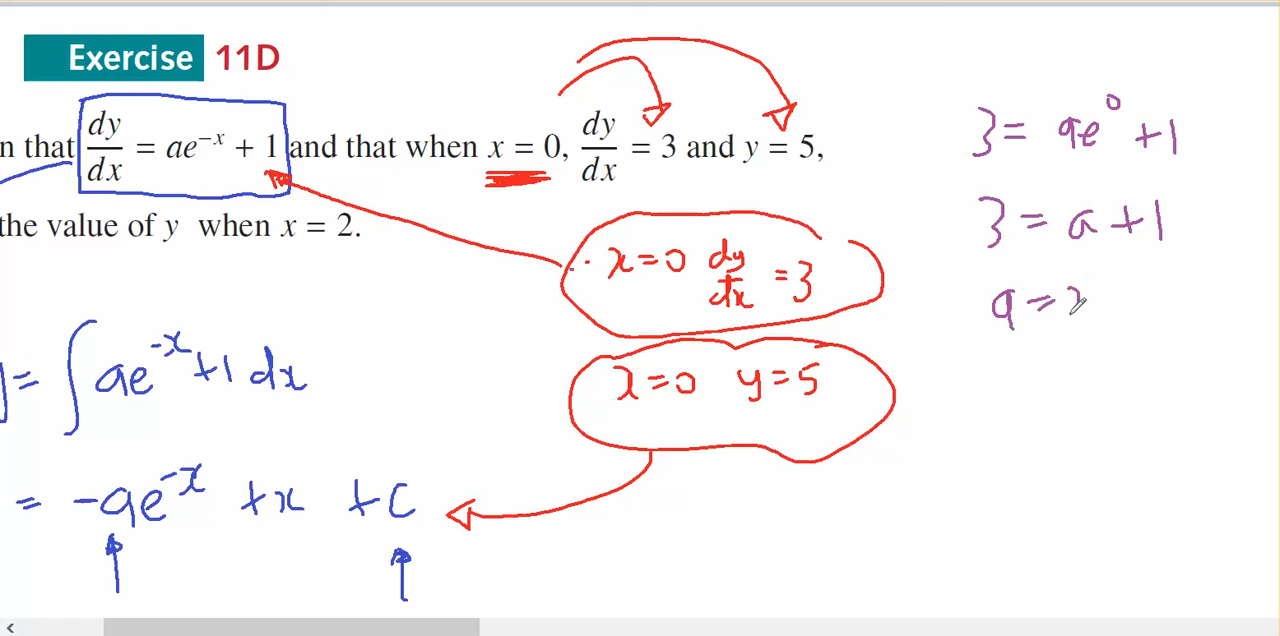 Exercise 11D
n that dy/dx = ae^{-x} + 1 and that when x = 0, dy/dx = 3 and y = 5,
the value of y when x = 2.
3 = ae^0 + 1
3 = a + 1
a =
∴ x = 0 dy/dx = 3
x = 0 y = 5
y = ∫ ae^{-x} + 1 dx
= -ae^{-x} + x + c